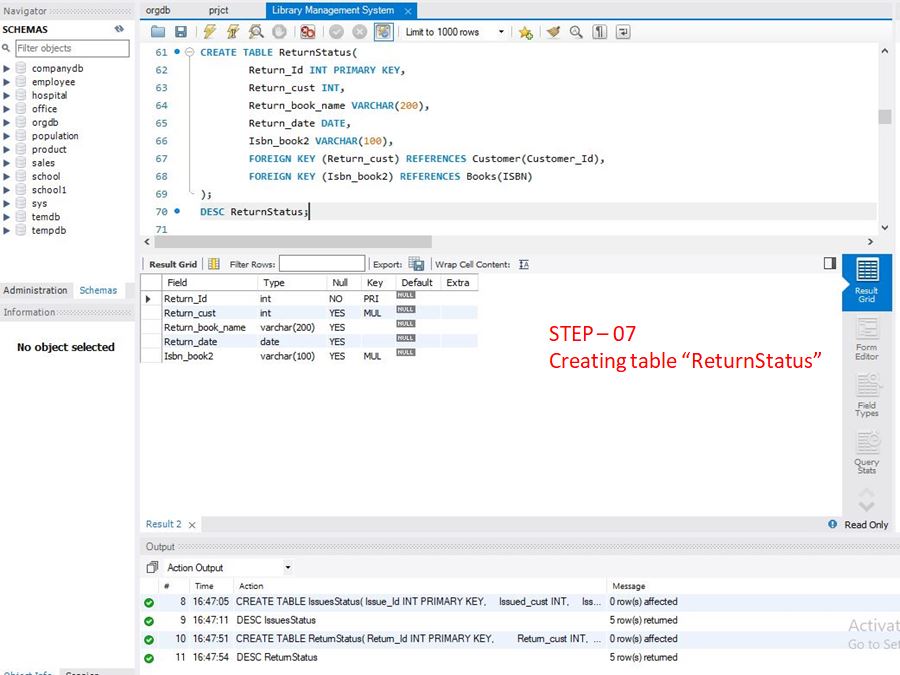 Navigator
SCHEMAS
Filter objects
companydb
employee
hospital
office
orgdb
population
product
sales
school
school1
sys
temdb
tempdb
Administration Schemas
Information
No object selected
orgdb prjct Library Management System
Limit to 1000 rows
61 CREATE TABLE ReturnStatus(
62 Return_Id INT PRIMARY KEY,
63 Return_cust INT,
64 Return_book_name VARCHAR(200),
65 Return_date DATE,
66 Isbn_book2 VARCHAR(100),
67 FOREIGN KEY (Return_cust) REFERENCES Customer(Customer_Id),
68 FOREIGN KEY (Isbn_book2) REFERENCES Books(ISBN)
69 );
70 DESC ReturnStatus;
71
Result Grid Filter Rows: Export: Wrap Cell Content:
Field Type Null Key Default Extra
Return_Id int NO PRI NULL
Return_cust int YES MUL NULL
Return_book_name varchar(200) YES NULL
Return_date date YES NULL
Isbn_book2 varchar(100) YES MUL NULL
STEP – 07
Creating table “ReturnStatus”
Result Grid
Form Editor
Field Types
Query Stats
Result 2
Read Only
Output
Action Output
# Time Action Message
8 16:47:05 CREATE TABLE IssuesStatus( Issue_Id INT PRIMARY KEY, Issued_cust INT, Iss... 0 row(s) affected
9 16:47:11 DESC IssuesStatus 5 row(s) returned
10 16:47:51 CREATE TABLE ReturnStatus( Return_Id INT PRIMARY KEY, Return_cust INT, ... 0 row(s) affected
11 16:47:54 DESC ReturnStatus 5 row(s) returned
Activat
Go to Set
Object Info Session